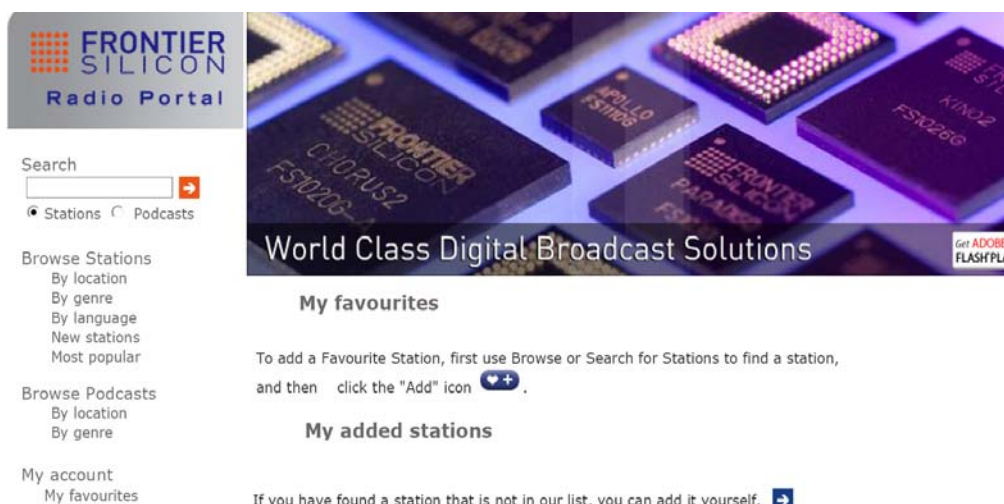 FRONTIER
SILICON
Radio Portal
Search
Stations Podcasts
Browse Stations
By location
By genre
By language
New stations
Most popular
Browse Podcasts
By location
By genre
My account
My favourites
FRONTIER
SILICON
CHORUS2
FS1020G-A
APOLLO
FS1110G
FRONTIER
SILICON
PARADISO
KINO2
FS1026G
World Class Digital Broadcast Solutions
Get ADOBE
My favourites
To add a Favourite Station, first use Browse or Search for Stations to find a station,
and then click the "Add" icon .
My added stations
If you have found a station that is not in our list, you can add it yourself.